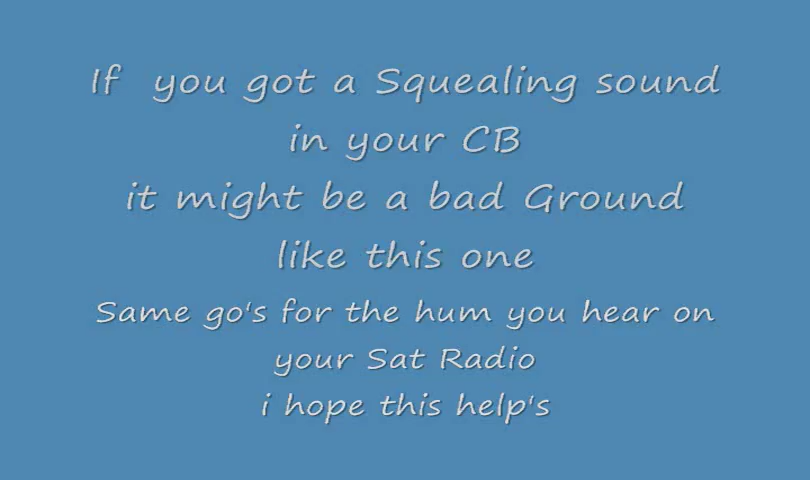 If you got a Squealing sound
in your CB
it might be a bad Ground
like this one
Same go's for the hum you hear on
your Sat Radio
i hope this help's